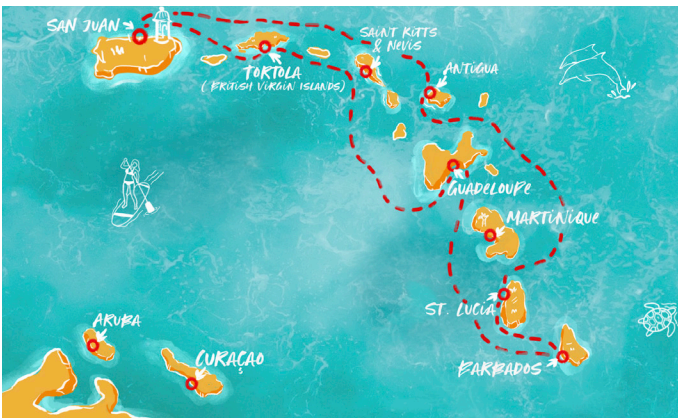 SAN JUAN
SAINT KITTS
& NEVIS
TORTOLA
(BRITISH VIRGIN ISLANDS)
ANTIGUA
GUADELOUPE
MARTINIQUE
ST. LUCIA
BARBADOS
ARUBA
CURAÇAO